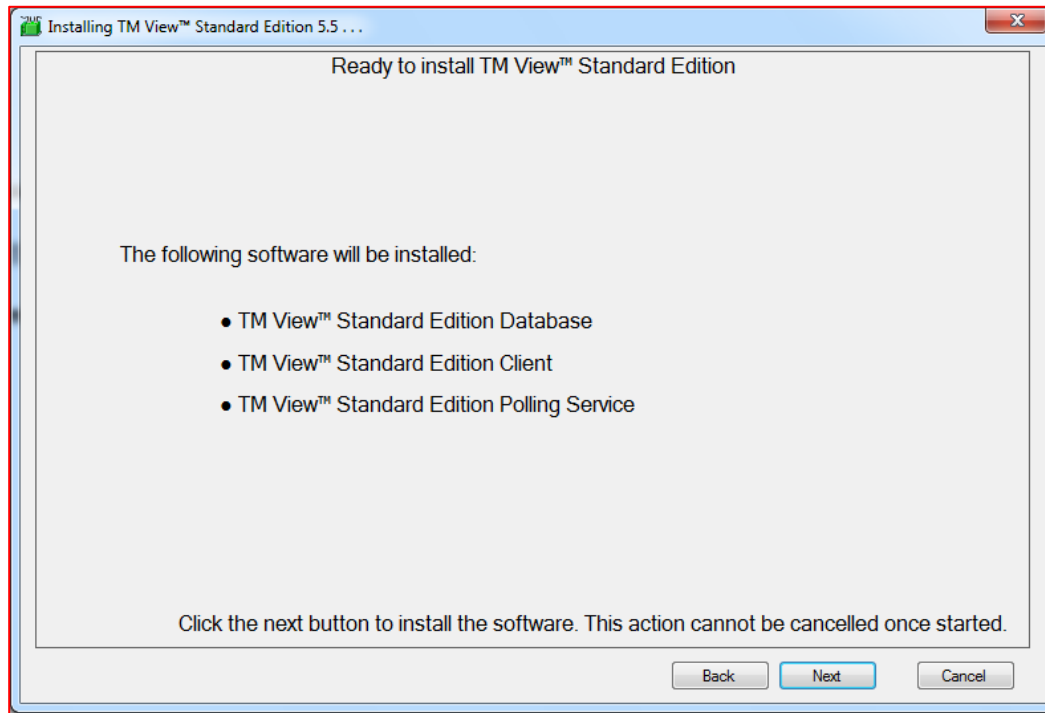 Installing TM View™ Standard Edition 5.5 . . .
Ready to install TM View™ Standard Edition
The following software will be installed:
● TM View™ Standard Edition Database
● TM View™ Standard Edition Client
● TM View™ Standard Edition Polling Service
Click the next button to install the software. This action cannot be cancelled once started.
Back Next Cancel